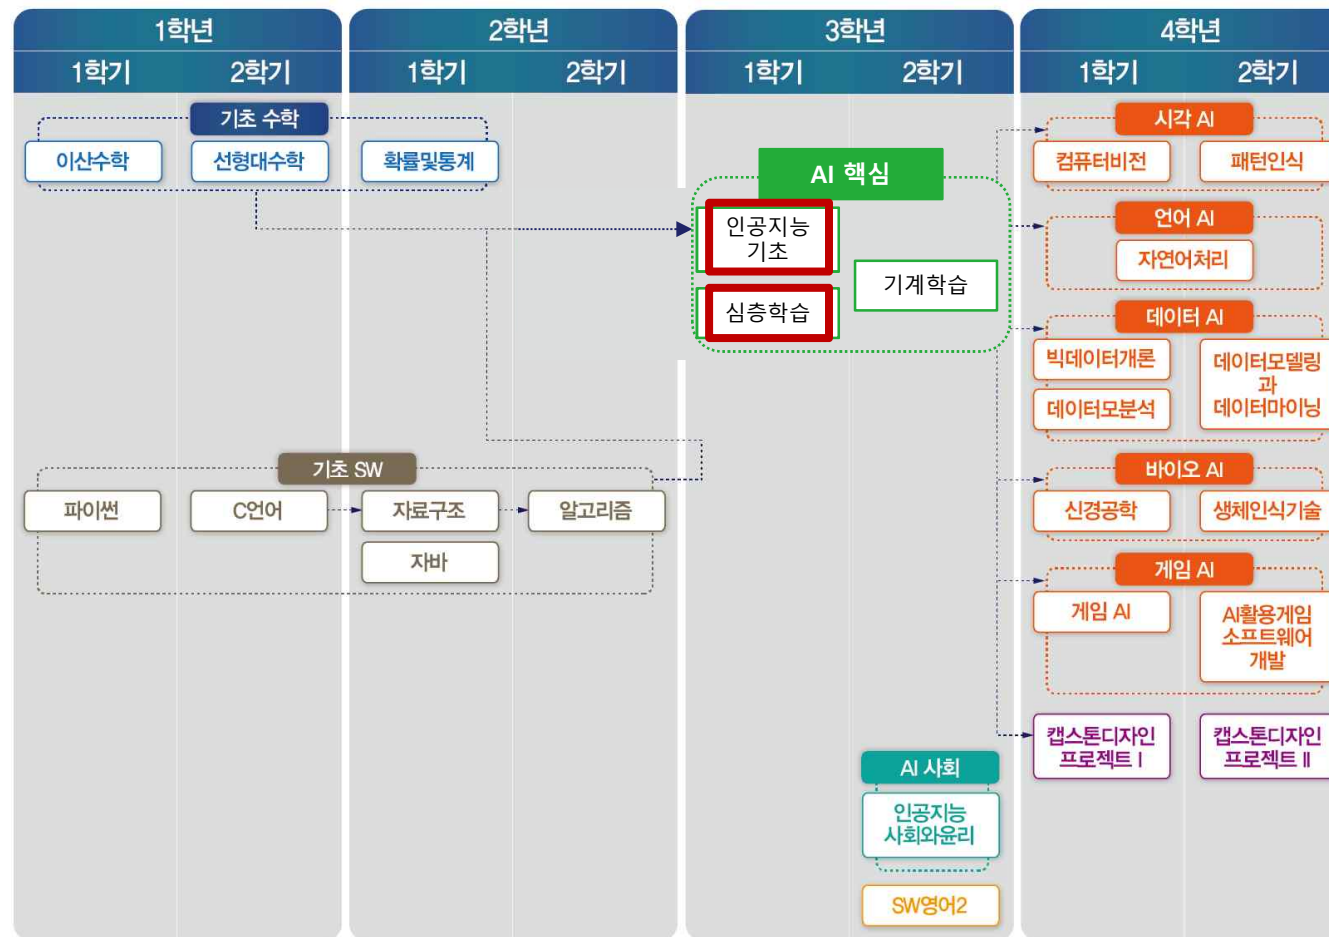 1학년
2학년
3학년
4학년
1학기
2학기
1학기
2학기
1학기
2학기
1학기
2학기
기초 수학
이산수학
선형대수학
확률및통계
AI 핵심
인공지능
기초
심층학습
기계학습
시각 AI
컴퓨터비전
패턴인식
언어 AI
자연어처리
데이터 AI
빅데이터개론
데이터모분석
데이터모델링
과
데이터마이닝
기초 SW
파이썬
C언어
자료구조
알고리즘
자바
바이오 AI
신경공학
생체인식기술
게임 AI
게임 AI
AI활용게임
소프트웨어
개발
캡스톤디자인
프로젝트 Ⅰ
캡스톤디자인
프로젝트 Ⅱ
AI 사회
인공지능
사회와윤리
SW영어2